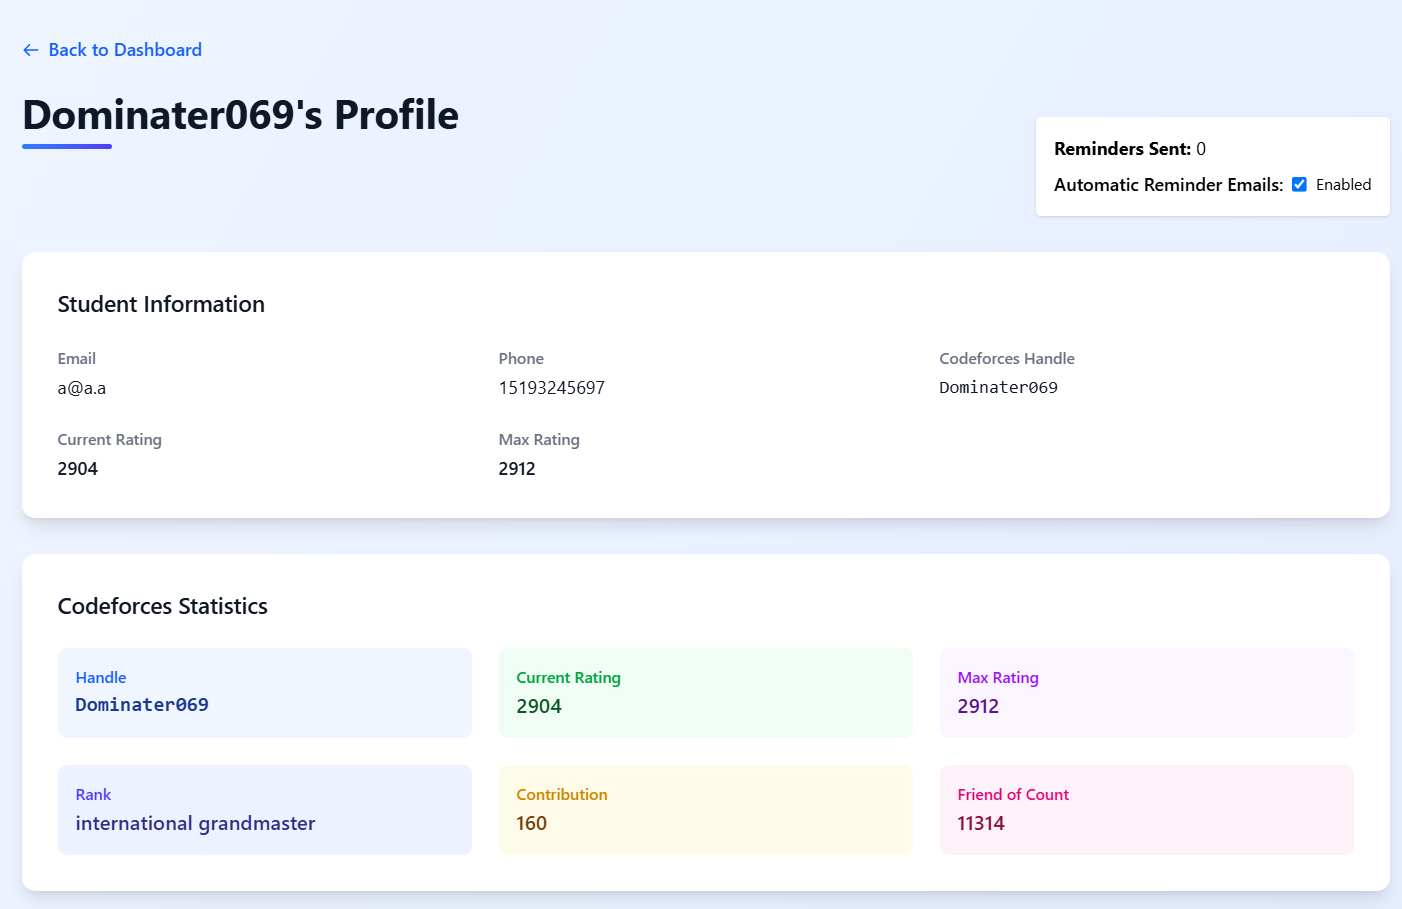 ← Back to Dashboard
Dominater069's Profile
Reminders Sent: 0
Automatic Reminder Emails: Enabled
Student Information
Email
Phone
Codeforces Handle
a@a.a
15193245697
Dominater069
Current Rating
Max Rating
2904
2912
Codeforces Statistics
Handle
Dominater069
Current Rating
2904
Max Rating
2912
Rank
international grandmaster
Contribution
160
Friend of Count
11314